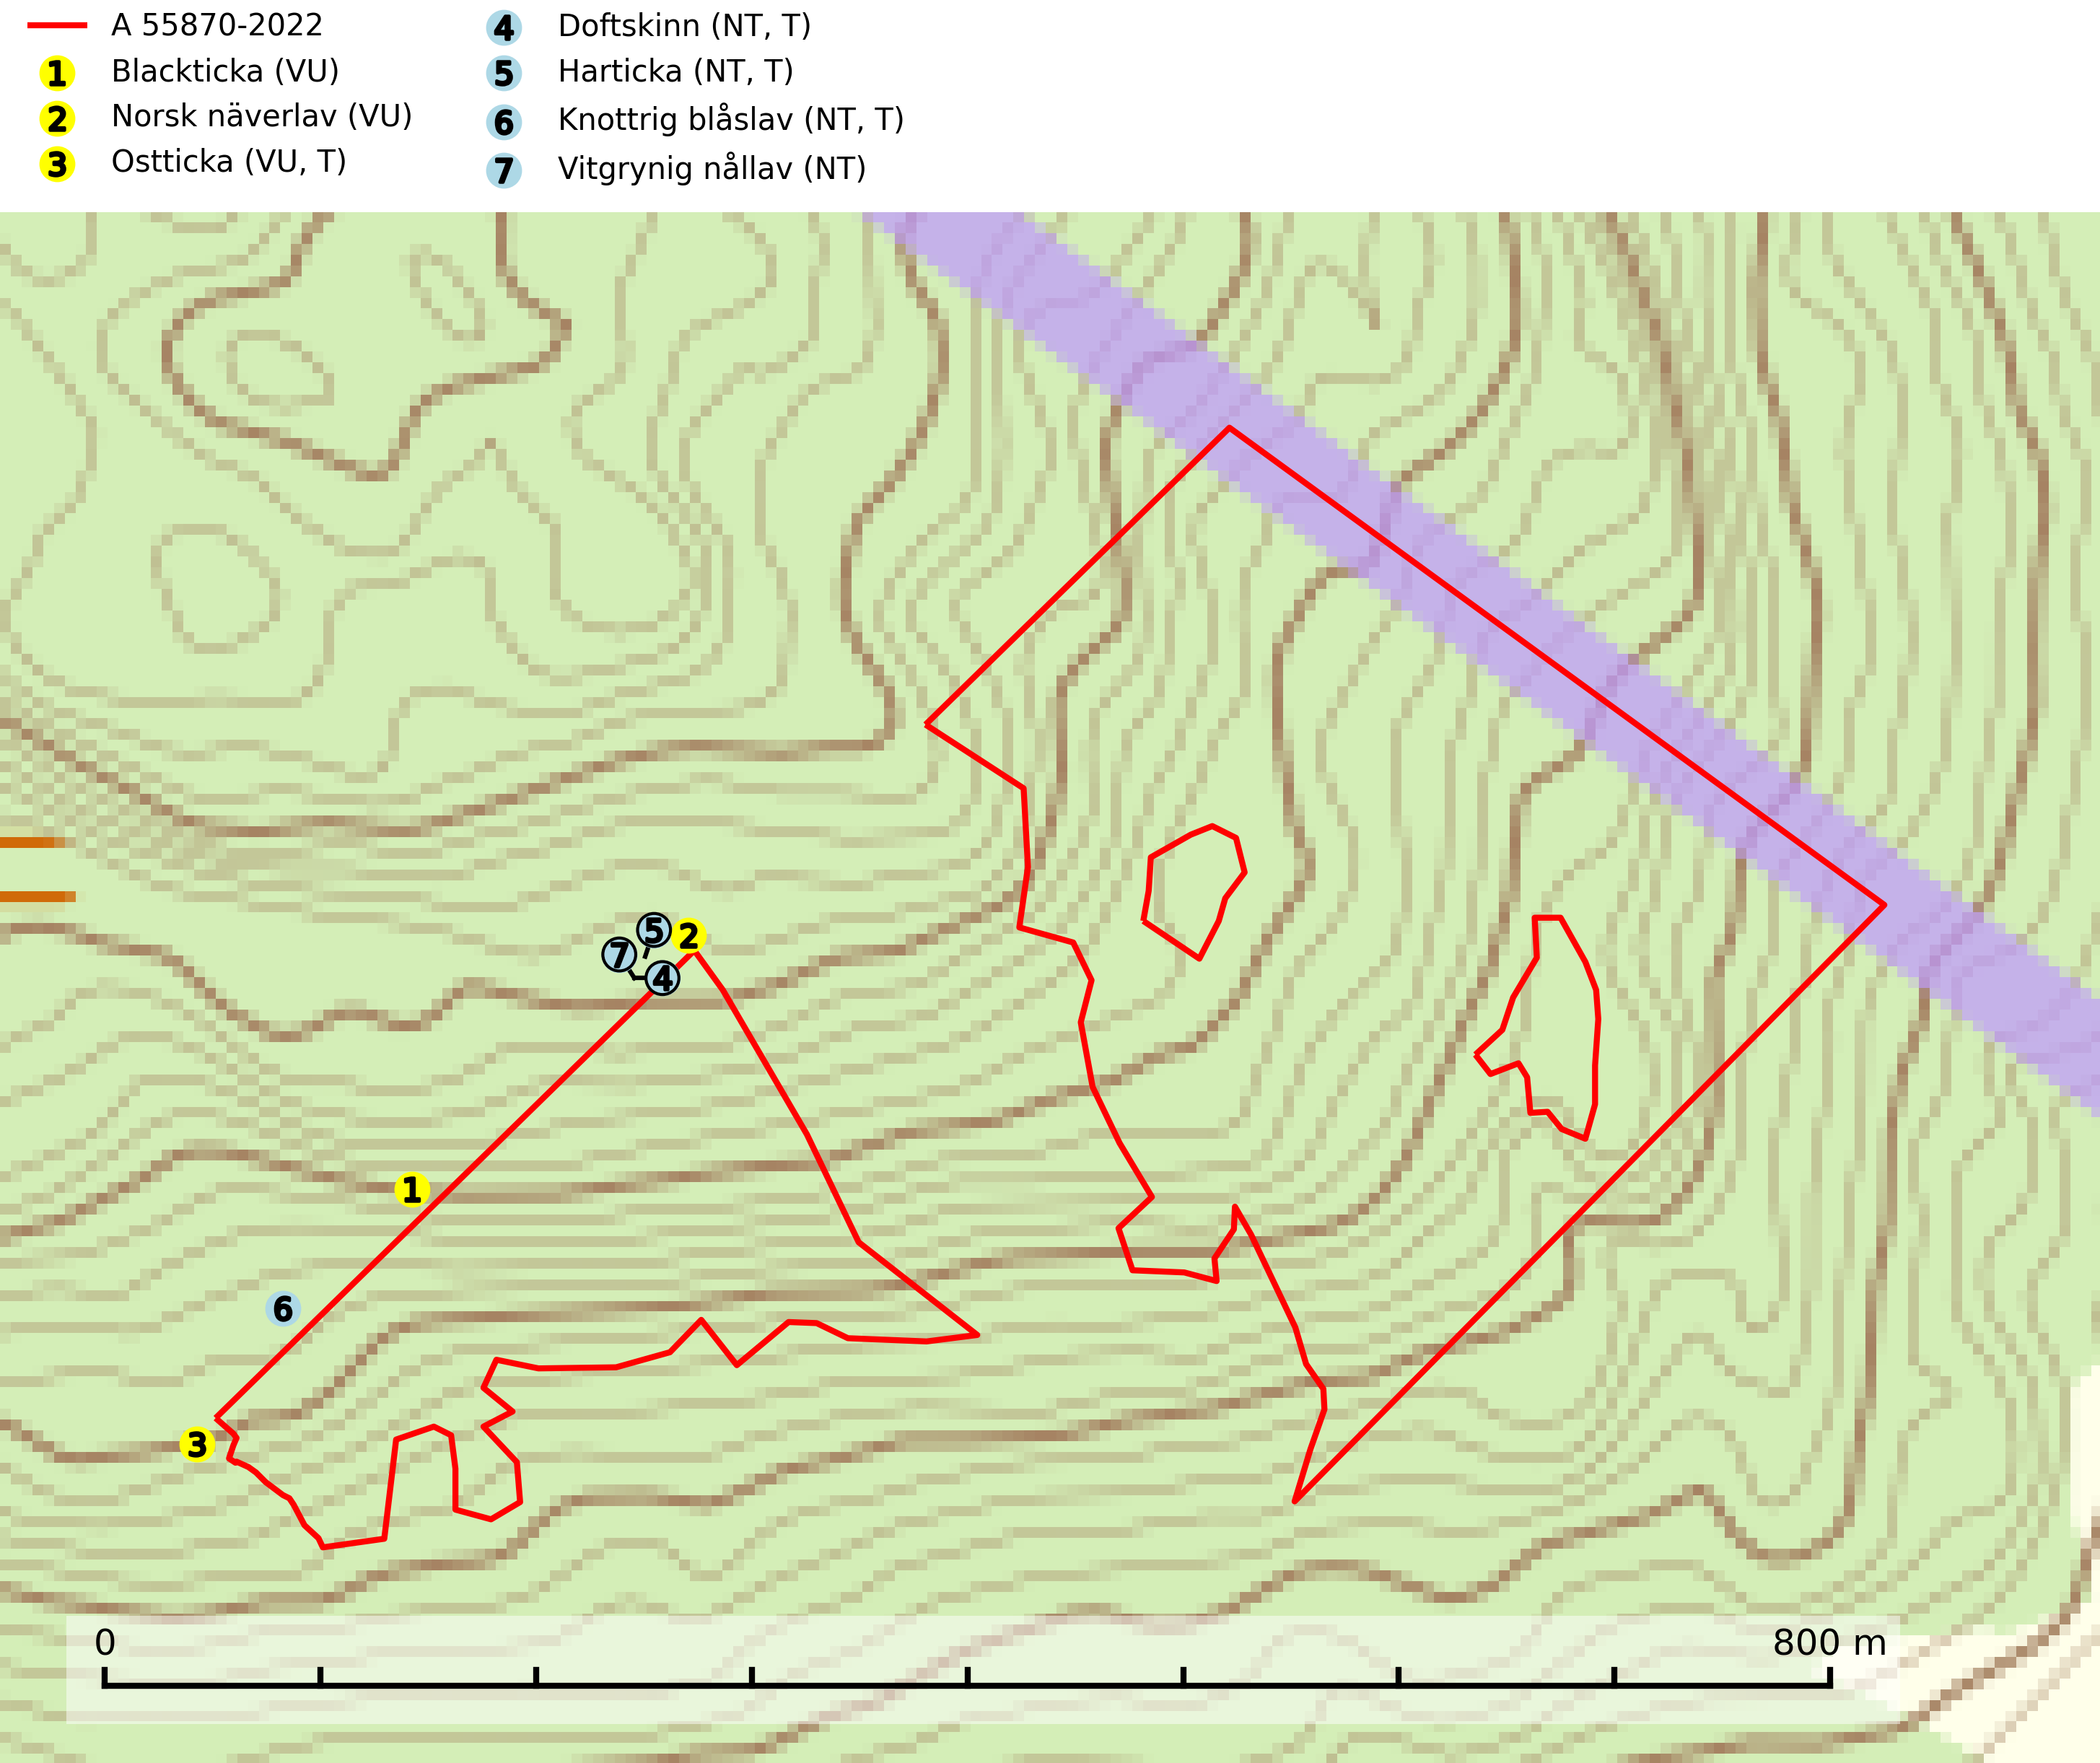 A 55870-2022
1 Blackticka (VU)
2 Norsk näverlav (VU)
3 Ostticka (VU, T)
4 Doftskinn (NT, T)
5 Harticka (NT, T)
6 Knottrig blåslav (NT, T)
7 Vitgrynig nållav (NT)
5
2
7
4
1
6
3
0 800 m